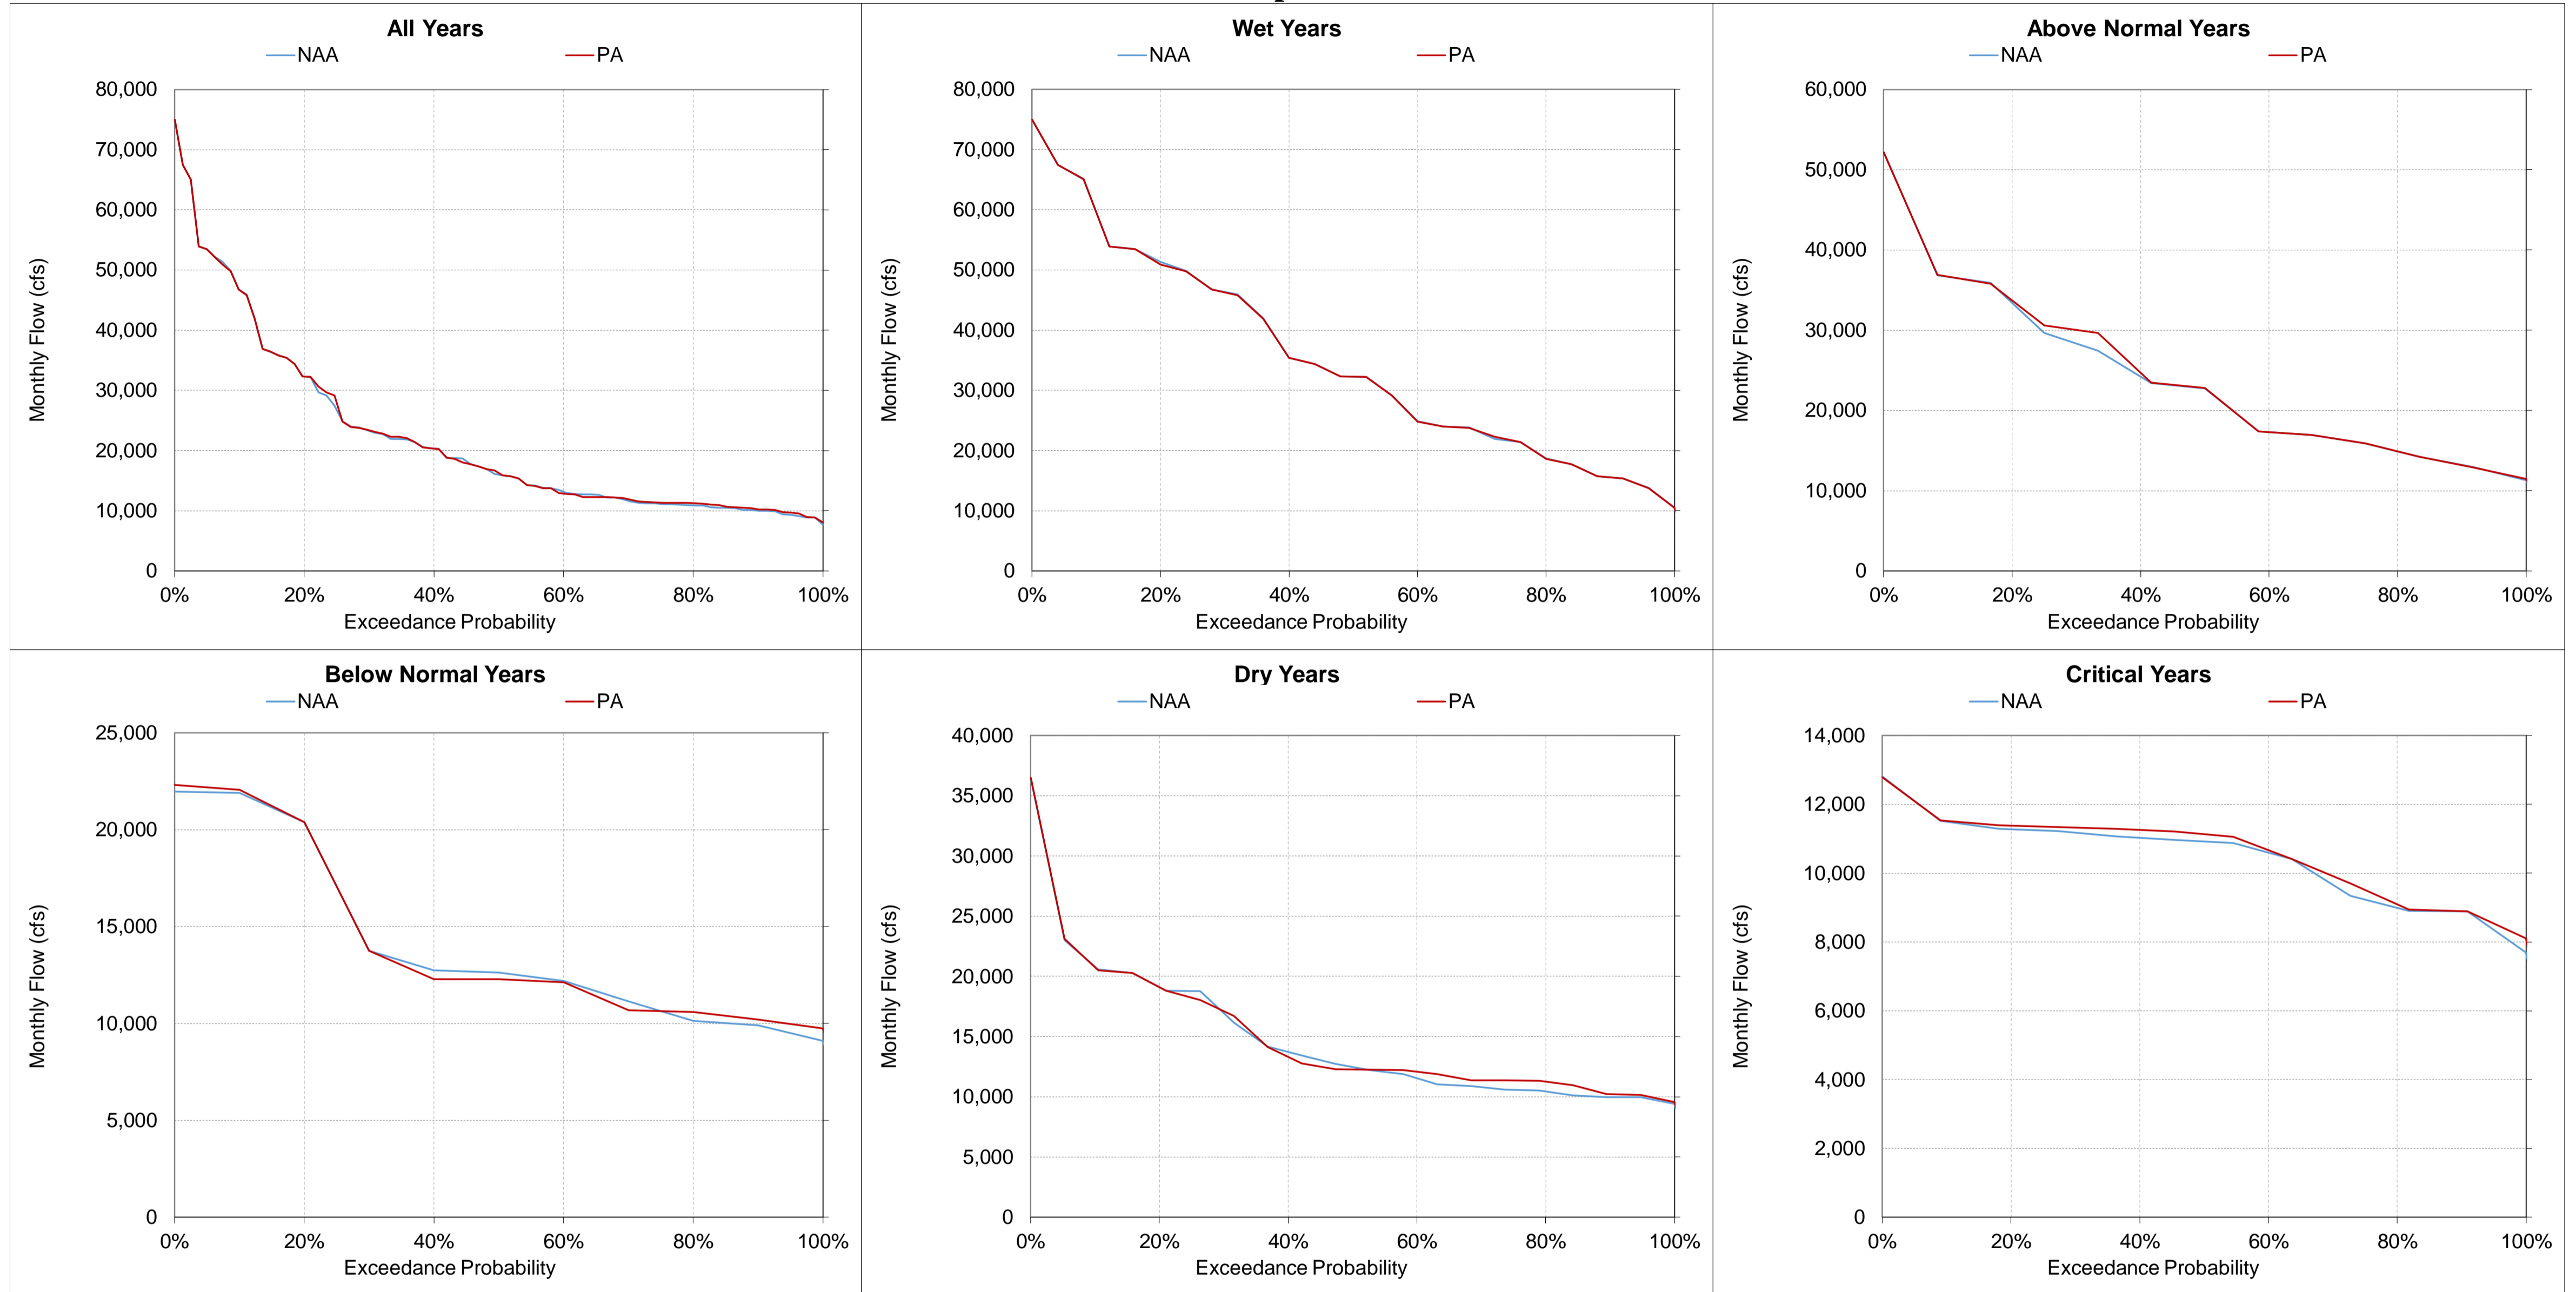 All Years
NAA PA
80,000
70,000
60,000
50,000
40,000
30,000
20,000
10,000
0
0% 20% 40% 60% 80% 100%
Monthly Flow (cfs)
Exceedance Probability
Wet Years
NAA PA
80,000
70,000
60,000
50,000
40,000
30,000
20,000
10,000
0
0% 20% 40% 60% 80% 100%
Monthly Flow (cfs)
Exceedance Probability
Above Normal Years
NAA PA
60,000
50,000
40,000
30,000
20,000
10,000
0
0% 20% 40% 60% 80% 100%
Monthly Flow (cfs)
Exceedance Probability
Below Normal Years
NAA PA
25,000
20,000
15,000
10,000
5,000
0
0% 20% 40% 60% 80% 100%
Monthly Flow (cfs)
Exceedance Probability
Dry Years
NAA PA
40,000
35,000
30,000
25,000
20,000
15,000
10,000
5,000
0
0% 20% 40% 60% 80% 100%
Monthly Flow (cfs)
Exceedance Probability
Critical Years
NAA PA
14,000
12,000
10,000
8,000
6,000
4,000
2,000
0
0% 20% 40% 60% 80% 100%
Monthly Flow (cfs)
Exceedance Probability